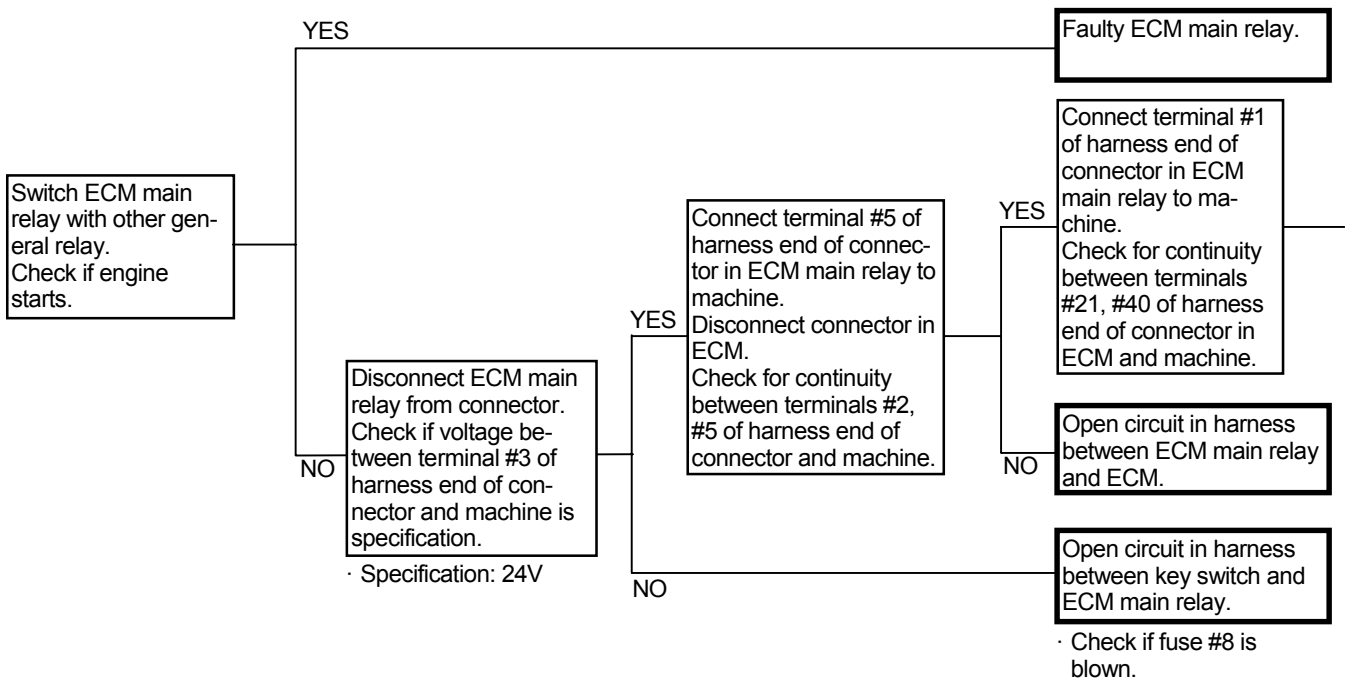 YES
Faulty ECM main relay.
Switch ECM main
relay with other gen-
eral relay.
Check if engine
starts.
NO
Disconnect ECM main
relay from connector.
Check if voltage be-
tween terminal #3 of
harness end of con-
nector and machine is
specification.
· Specification: 24V
YES
Connect terminal #5 of
harness end of connec-
tor in ECM main relay to
machine.
Disconnect connector in
ECM.
Check for continuity
between terminals #2,
#5 of harness end of
connector and machine.
YES
Connect terminal #1
of harness end of
connector in ECM
main relay to ma-
chine.
Check for continuity
between terminals
#21, #40 of harness
end of connector in
ECM and machine.
NO
Open circuit in harness
between ECM main relay
and ECM.
NO
Open circuit in harness
between key switch and
ECM main relay.
· Check if fuse #8 is
blown.